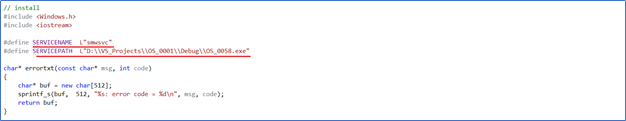 // install
#include <Windows.h>
#include <iostream>
#define SERVICENAME L"smwsvc"
#define SERVICEPATH L"D:\\VS_Projects\\OS_0001\\Debug\\OS_0058.exe"
char* errortxt(const char* msg, int code)
{
char* buf = new char[512];
sprintf_s(buf, 512, "%s: error code = %d\n", msg, code);
return buf;
}